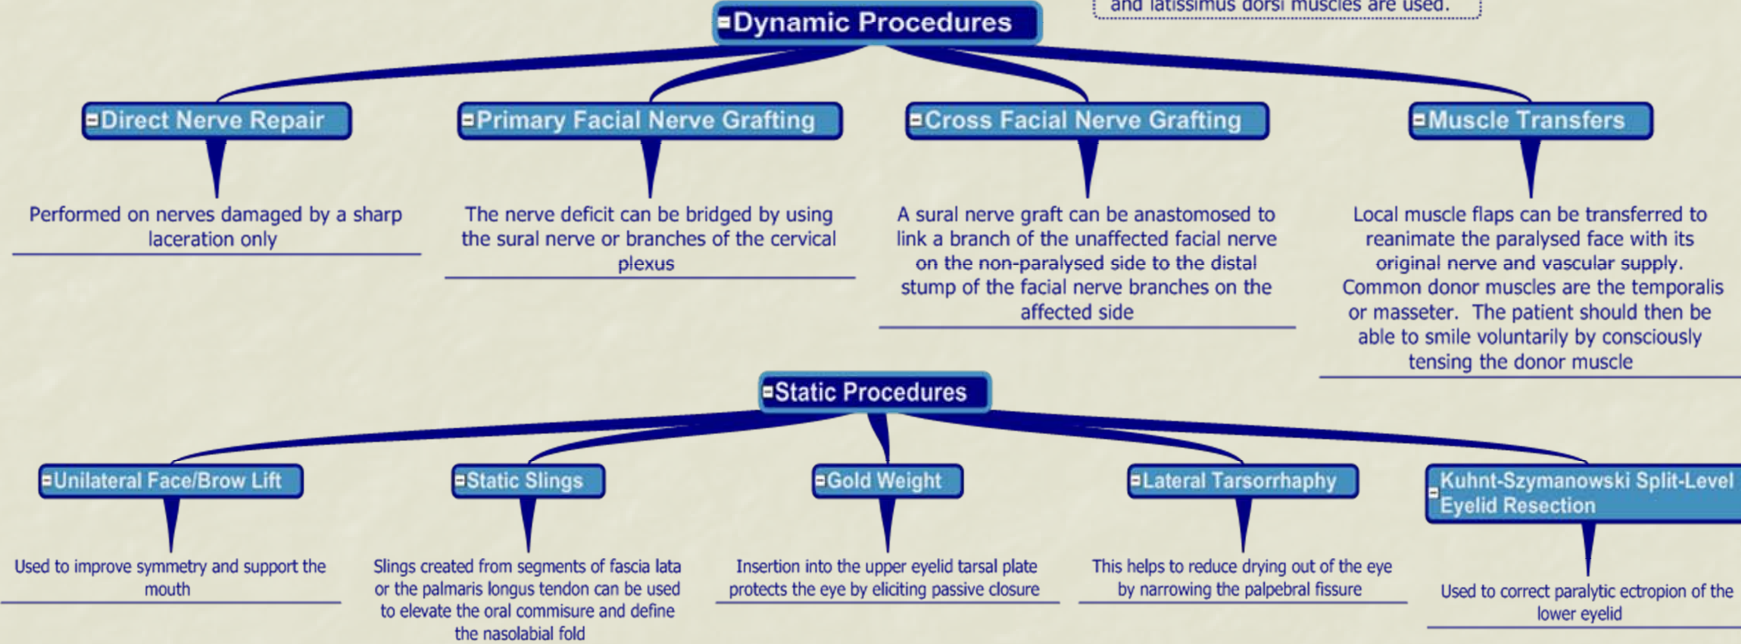 and latissimus dorsi muscles are used.
Dynamic Procedures
Direct Nerve Repair
Performed on nerves damaged by a sharp
laceration only
Primary Facial Nerve Grafting
The nerve deficit can be bridged by using
the sural nerve or branches of the cervical
plexus
Cross Facial Nerve Grafting
A sural nerve graft can be anastomosed to
link a branch of the unaffected facial nerve
on the non-paralysed side to the distal
stump of the facial nerve branches on the
affected side
Muscle Transfers
Local muscle flaps can be transferred to
reanimate the paralysed face with its
original nerve and vascular supply.
Common donor muscles are the temporalis
or masseter. The patient should then be
able to smile voluntarily by consciously
tensing the donor muscle
Static Procedures
Unilateral Face/Brow Lift
Used to improve symmetry and support the
mouth
Static Slings
Slings created from segments of fascia lata
or the palmaris longus tendon can be used
to elevate the oral commisure and define
the nasolabial fold
Gold Weight
Insertion into the upper eyelid tarsal plate
protects the eye by eliciting passive closure
Lateral Tarsorrhaphy
This helps to reduce drying out of the eye
by narrowing the palpebral fissure
Kuhnt-Szymanowski Split-Level
Eyelid Resection
Used to correct paralytic ectropion of the
lower eyelid